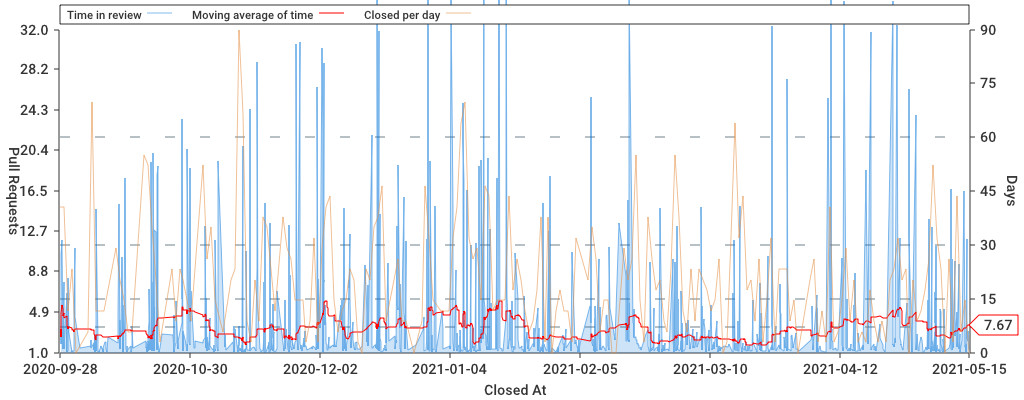 Time in review Moving average of time Closed per day
32.0 90
28.2 75
24.3
60
20.4
16.5 45
12.7 30
8.8
15
4.9
7.67
1.0 0
Pull Requests
Days
2020-09-28 2020-10-30 2020-12-02 2021-01-04 2021-02-05 2021-03-10 2021-04-12 2021-05-15
Closed At